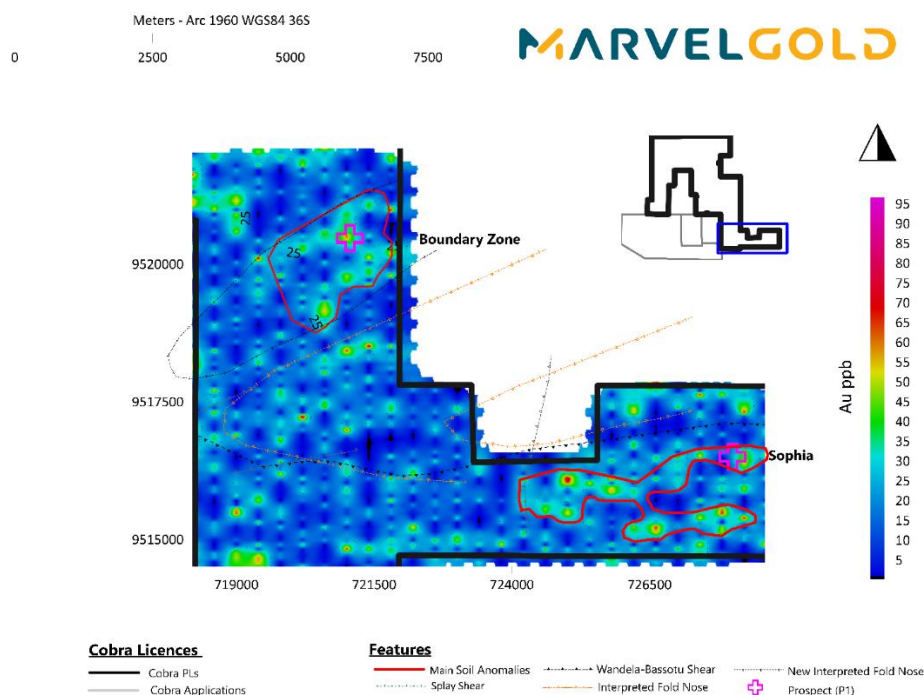 Meters - Arc 1960 WGS84 36S
0 2500 5000 7500
MARVELGOLD
Boundary Zone
25
25
25
25
9520000
9517500
9515000
Sophia
719000 721500 724000 726500
Au ppb
95
90
85
80
75
70
65
60
55
50
45
40
35
30
25
20
15
10
5
Cobra Licences
Cobra PLs
Cobra Applications
Features
Main Soil Anomalies Wandela-Bassotu Shear New Interpreted Fold Nose
Splay Shear Interpreted Fold Nose Prospect (P1)